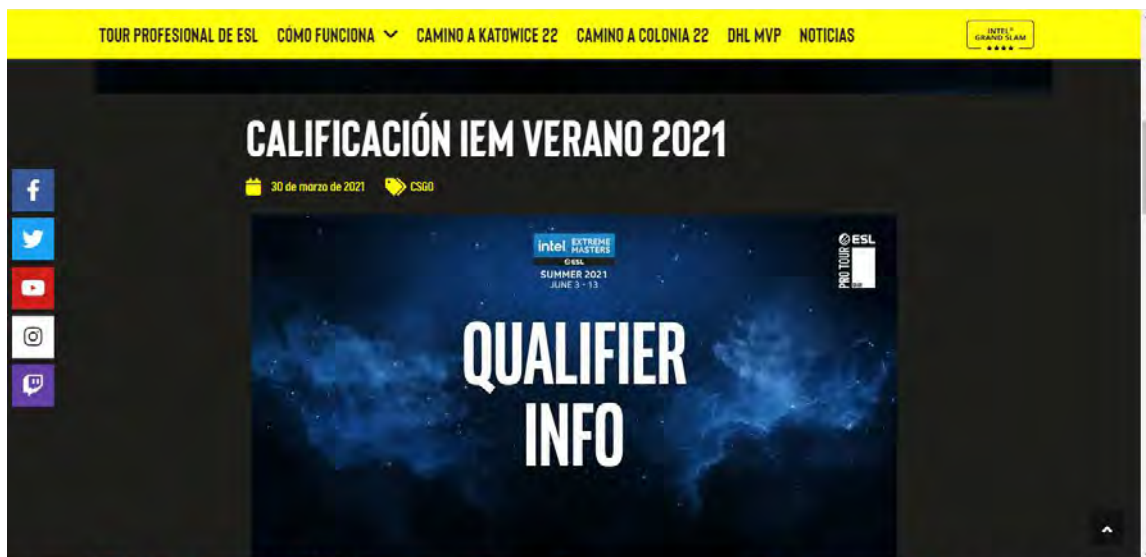 TOUR PROFESIONAL DE ESL CÓMO FUNCIONA CAMINO A KATOWICE 22 CAMINO A COLONIA 22 DHL MVP NOTICIAS
INTEL®
GRAND SLAM
CALIFICACIÓN IEM VERANO 2021
30 de marzo de 2021 CSGO
intel EXTREME
MASTERS
ESL
SUMMER 2021
JUNE 3 - 13
ESL
PRO TOUR
QUALIFIER
INFO